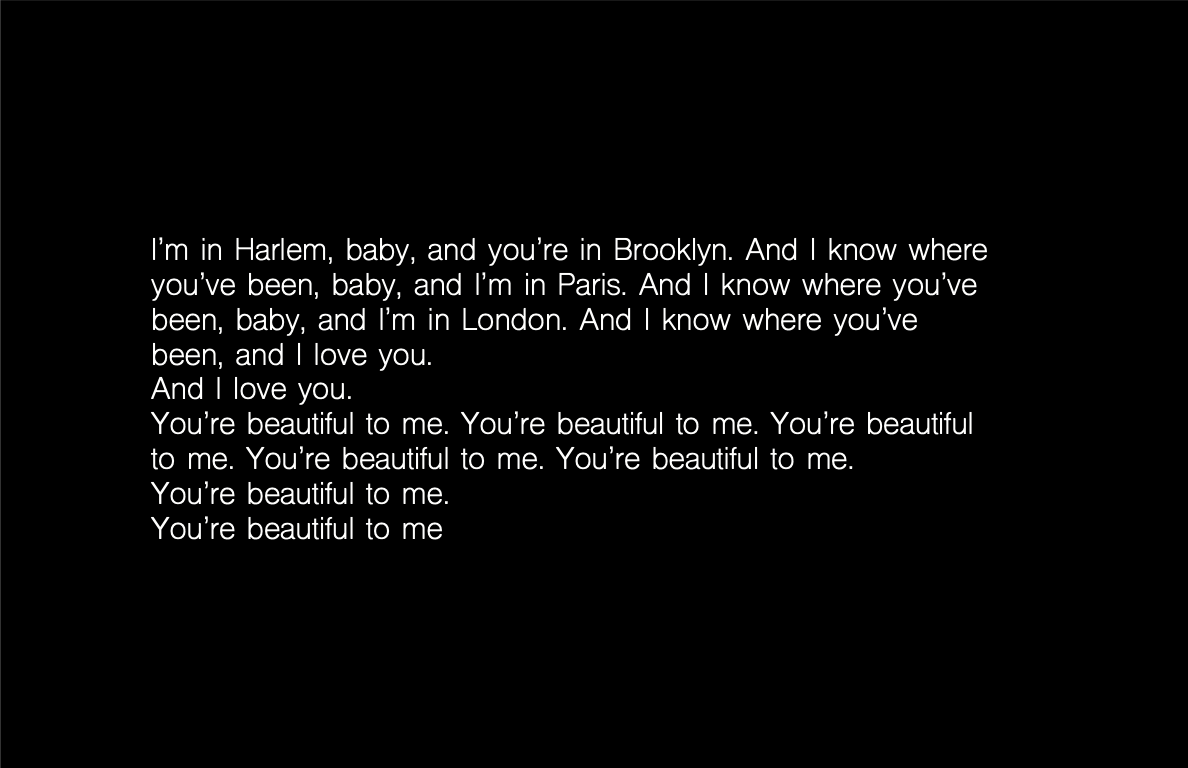 I’m in Harlem, baby, and you’re in Brooklyn. And I know where
you’ve been, baby, and I’m in Paris. And I know where you’ve
been, baby, and I’m in London. And I know where you’ve
been, and I love you.
And I love you.
You’re beautiful to me. You’re beautiful to me. You’re beautiful
to me. You’re beautiful to me. You’re beautiful to me.
You’re beautiful to me.
You’re beautiful to me